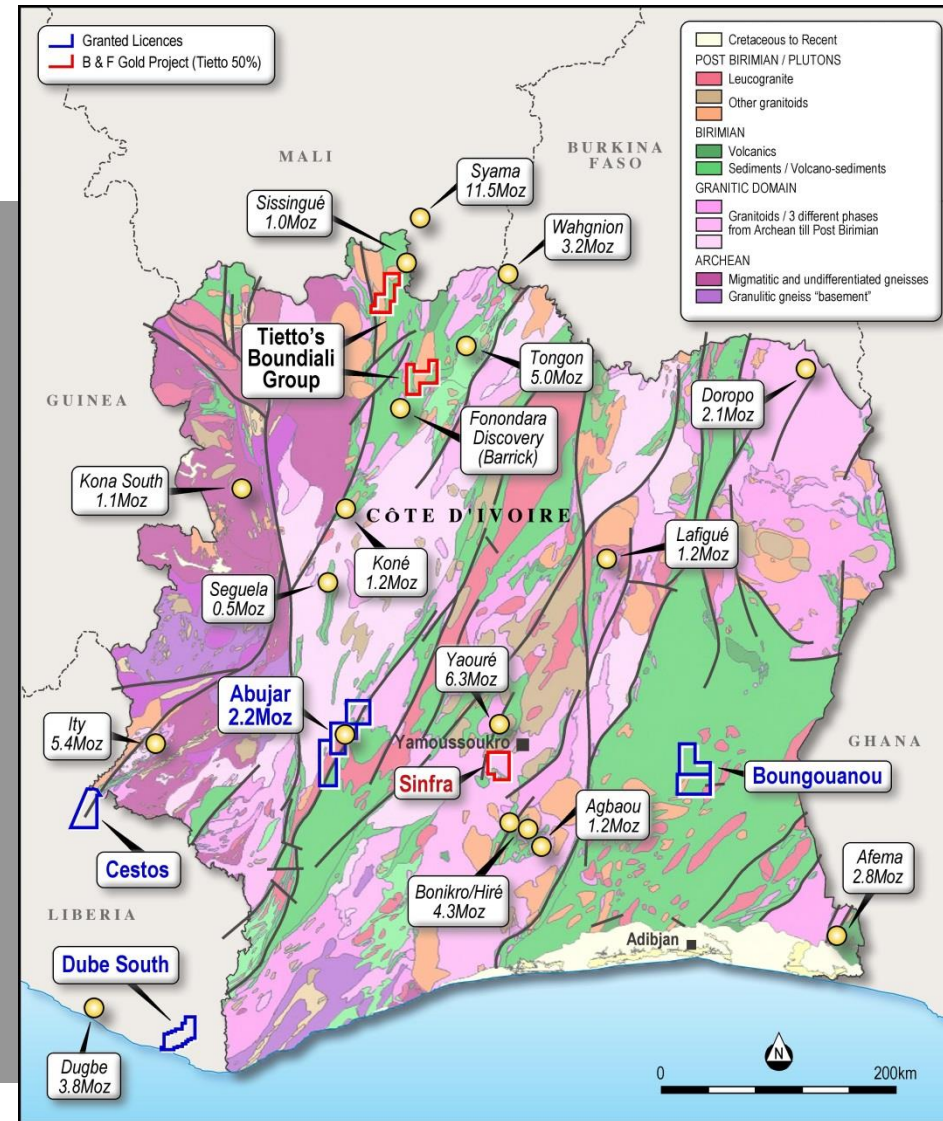 Granted Licences
B & F Gold Project (Tietto 50%)
Cretaceous to Recent
POST BIRIMIAN / PLUTONS
Leucogranite
Other granitoids
BIRIMIAN
Volcanics
Sediments / Volcano-sediments
GRANITIC DOMAIN
Granitoids / 3 different phases
from Archean till Post Birimian
ARCHEAN
Migmatitic and undifferentiated gneisses
Granulitic gneiss "basement"
MALI
BURKINA
FASO
Syama
11.5Moz
Sissingué
1.0Moz
Wahgnion
3.2Moz
Tietto's
Boundiali
Group
Tongon
5.0Moz
Doropo
2.1Moz
GUINEA
Fonondara
Discovery
(Barrick)
Kona South
1.1Moz
CÔTE D'IVOIRE
Koné
1.2Moz
Lafigué
1.2Moz
Seguela
0.5Moz
Yaouré
6.3Moz
Abujar
2.2Moz
Ity
5.4Moz
Yamoussoukro
GHANA
Sinfra
Boungouanou
Agbaou
1.2Moz
Cestos
Bonikro/Hiré
4.3Moz
Afema
2.8Moz
LIBERIA
Adibjan
Dube South
Dugbe
3.8Moz
N
0 200km